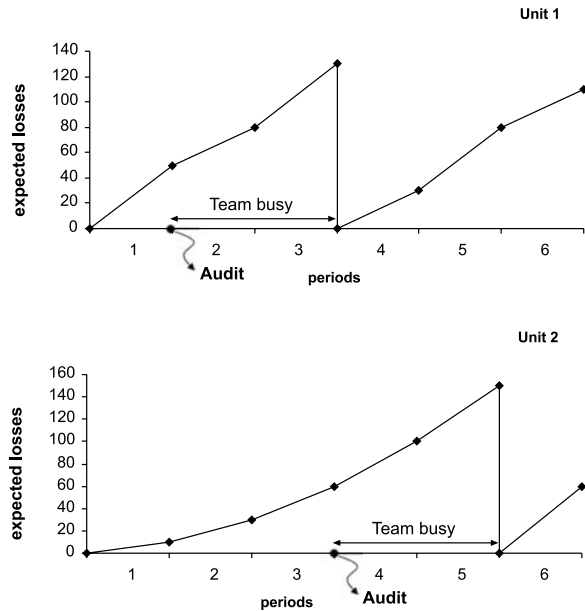 Unit 1
expected losses
140
120
100
80
60
40
20
0
Team busy
1 2 3 4 5 6
Audit
periods
Unit 2
expected losses
160
140
120
100
80
60
40
20
0
Team busy
1 2 3 4 5 6
Audit
periods